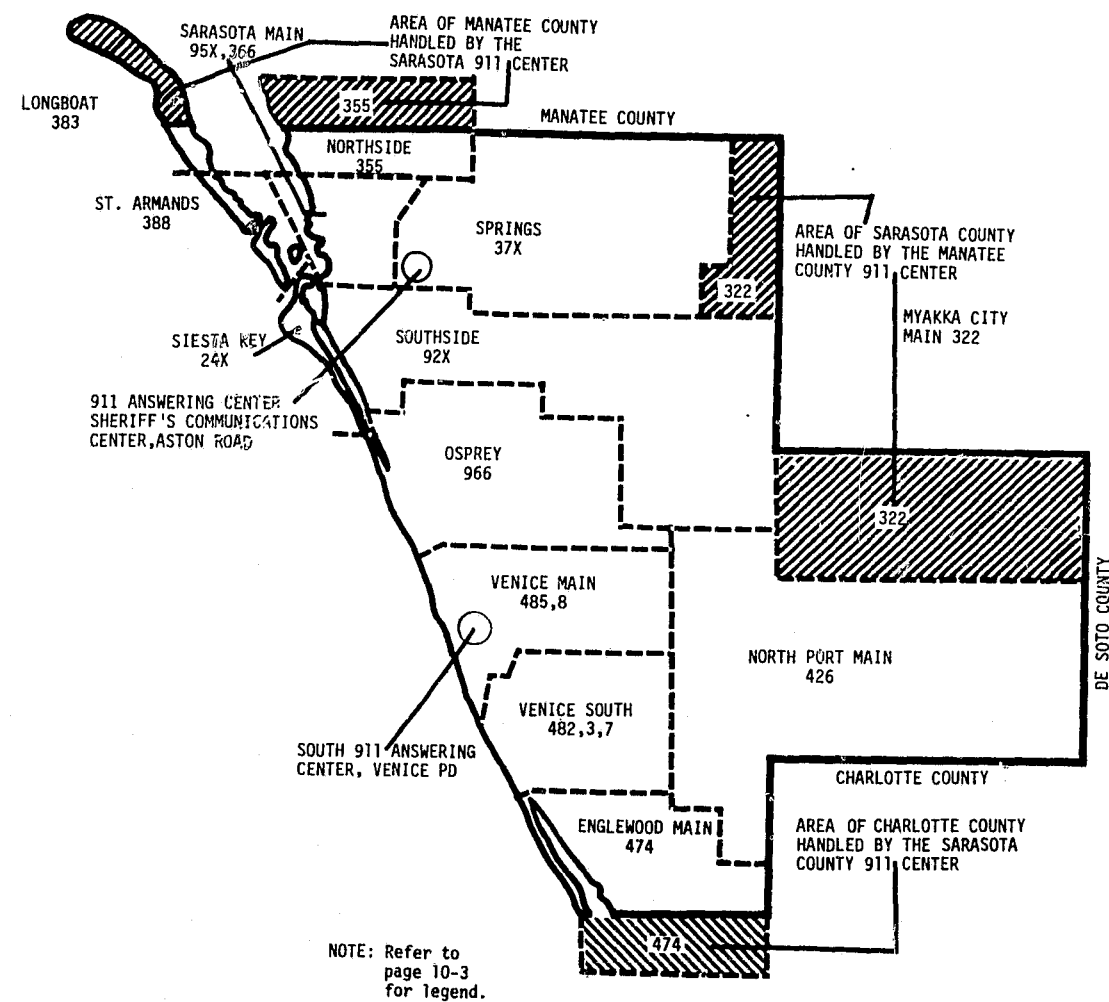 SARASOTA MAIN
95X,366
AREA OF MANATEE COUNTY
HANDLED BY THE
SARASOTA 911 CENTER
LONGBOAT
383
355
MANATEE COUNTY
NORTHSIDE
355
ST. ARMANDS
388
SPRINGS
37X
AREA OF SARASOTA COUNTY
HANDLED BY THE MANATEE
COUNTY 911 CENTER
322
MYAKKA CITY
MAIN 322
SIESTA KEY
24X
SOUTHSIDE
92X
911 ANSWERING CENTER
SHERIFF'S COMMUNICATIONS
CENTER,ASTON ROAD
OSPREY
966
322
DE SOTO COUNTY
VENICE MAIN
485,8
NORTH PORT MAIN
426
VENICE SOUTH
482,3,7
SOUTH 911 ANSWERING
CENTER, VENICE PD
CHARLOTTE COUNTY
ENGLEWOOD MAIN
474
AREA OF CHARLOTTE COUNTY
HANDLED BY THE SARASOTA
COUNTY 911 CENTER
474
NOTE: Refer to
page 10-3
for legend.